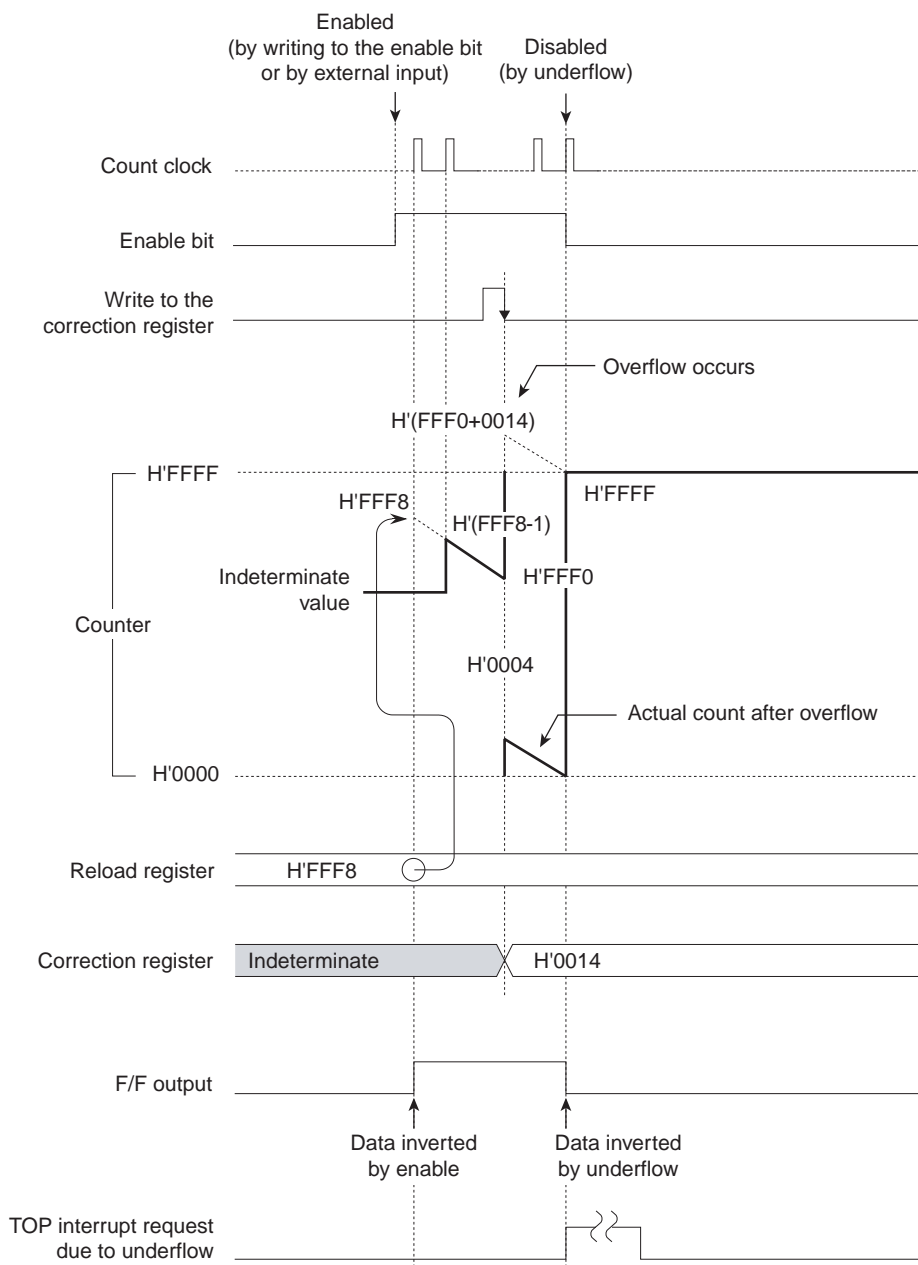 Enabled
(by writing to the enable bit
or by external input)
Disabled
(by underflow)
Count clock
Enable bit
Write to the
correction register
Overflow occurs
H'(FFF0+0014)
H'FFFF
H'FFFF
H'FFF8
H'(FFF8-1)
Indeterminate
value
H'FFF0
Counter
H'0004
Actual count after overflow
H'0000
Reload register
H'FFF8
Correction register
Indeterminate
H'0014
F/F output
Data inverted
by enable
Data inverted
by underflow
TOP interrupt request
due to underflow